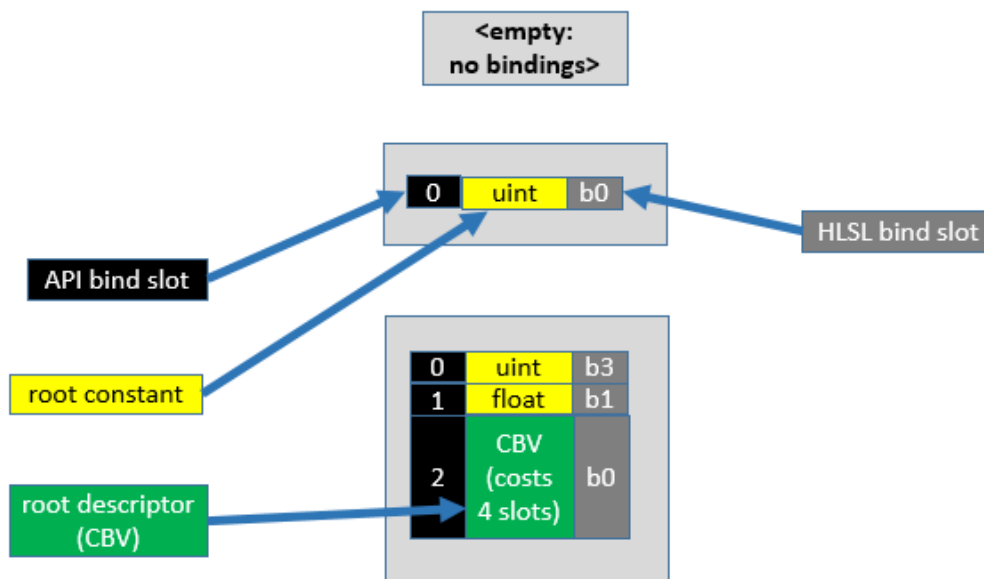 <empty:
no bindings>
0 uint b0
HLSL bind slot
API bind slot
root constant
0 uint b3
1 float b1
2 CBV
(costs
4 slots) b0
root descriptor
(CBV)